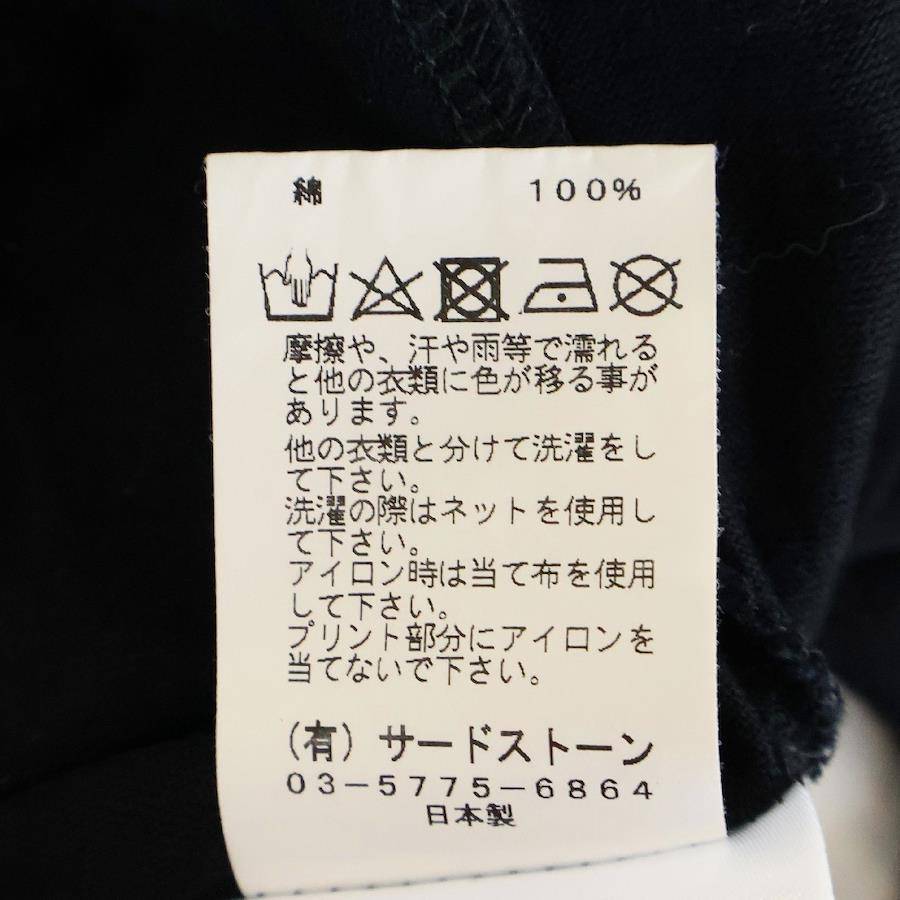 綿 100%
摩擦や、汗や雨等で濡れる
と他の衣類に色が移る事が
あります。
他の衣類と分けて洗濯をし
て下さい。
洗濯の際はネットを使用し
て下さい。
アイロン時は当て布を使用
して下さい。
プリント部分にアイロンを
当てないで下さい。
(有)サードストーン
03-5775-6864
日本製